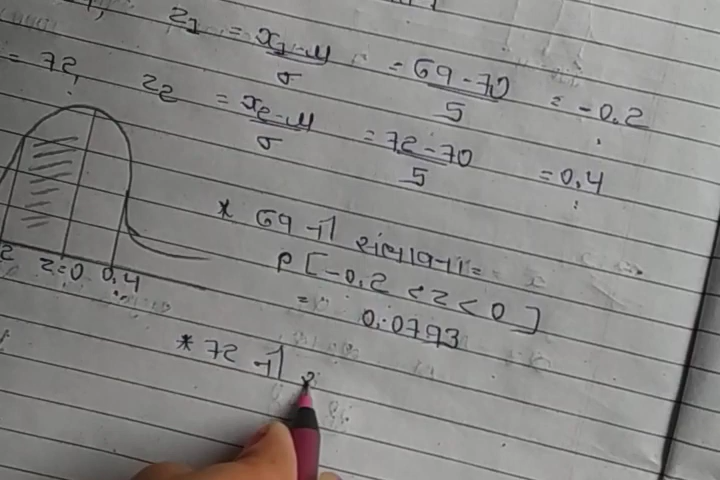 z₁ = x₁-μ/σ = 69-70/5 = -0.2
= 72, z₂ = x₂-μ/σ = 72-70/5 = 0.4
* 69 ની સંભાવના =
P[-0.2 < z < 0]
= 0.0793
z=0 0.4
* 72 ની